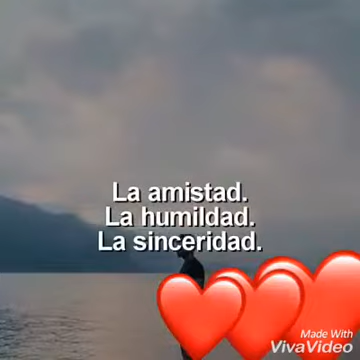 La amistad.
La humildad.
La sinceridad.
Made With
VivaVideo